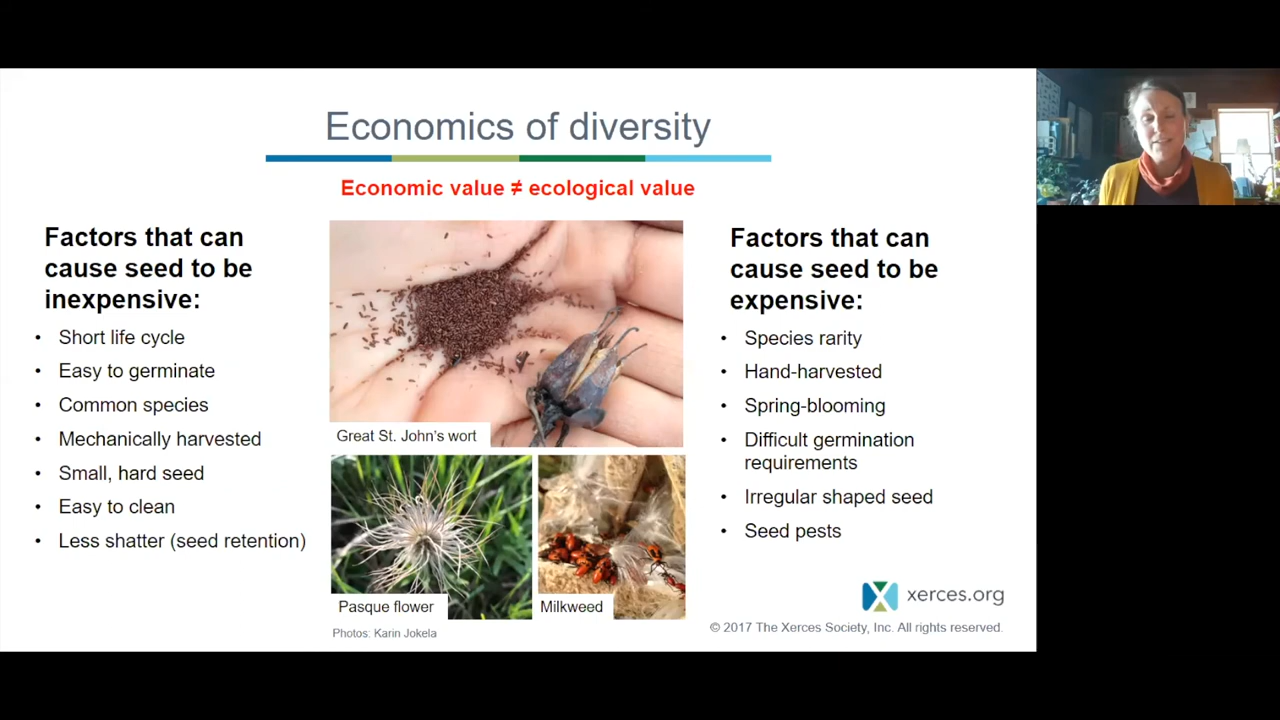 Economics of diversity
Economic value ≠ ecological value
Factors that can
cause seed to be
inexpensive:
• Short life cycle
• Easy to germinate
• Common species
• Mechanically harvested
• Small, hard seed
• Easy to clean
• Less shatter (seed retention)
Great St. John's wort
Pasque flower
Milkweed
Photos: Karin Jokela
Factors that can
cause seed to be
expensive:
• Species rarity
• Hand-harvested
• Spring-blooming
• Difficult germination
requirements
• Irregular shaped seed
• Seed pests
xerces.org
© 2017 The Xerces Society, Inc. All rights reserved.